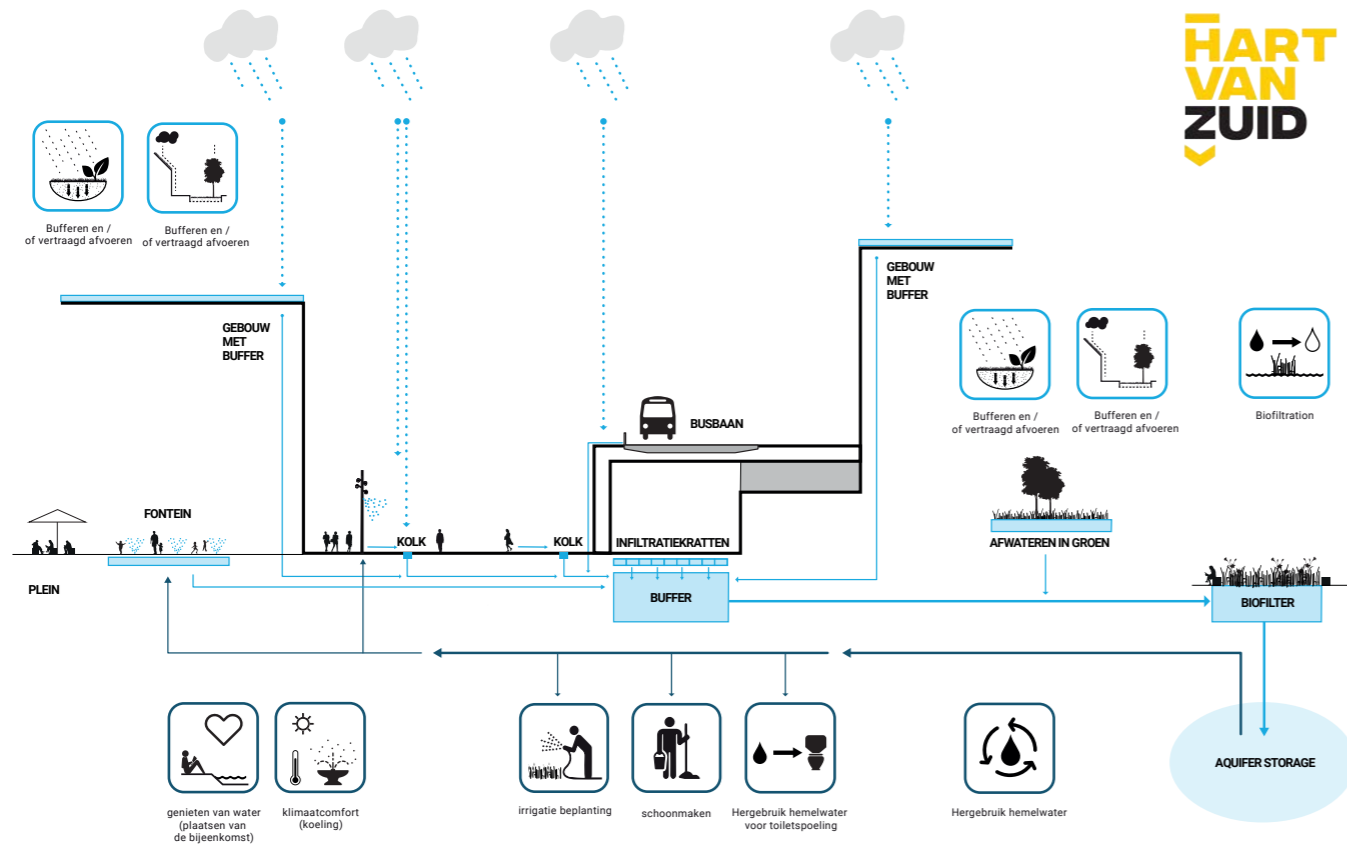 HART
VAN
ZUID
Bufferen en /
of vertraagd afvoeren
Bufferen en /
of vertraagd afvoeren
GEBOUW
MET
BUFFER
GEBOUW
MET
BUFFER
Bufferen en /
of vertraagd afvoeren
Bufferen en /
of vertraagd afvoeren
Biofiltration
BUSBAAN
FONTEIN
KOLK
KOLK
INFILTRATIEKRATTEN
AFWATEREN IN GROEN
PLEIN
BUFFER
BIOFILTER
AQUIFER STORAGE
genieten van water
(plaatsen van
de bijeenkomst)
klimaatcomfort
(koeling)
irrigatie beplanting
schoonmaken
Hergebruik hemelwater
voor toiletspoeling
Hergebruik hemelwater